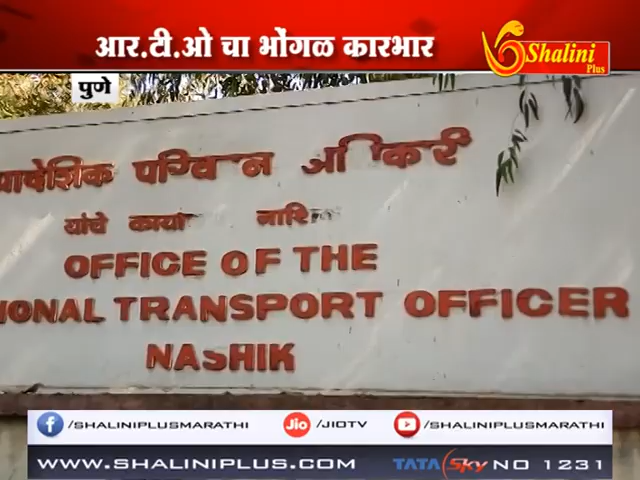 आर.टी.ओ चा भोंगळ कारभार
Shalini
Plus
पुणे
यांचे
OFFICE OF THE
IONAL TRANSPORT OFFICER
NASHIK
/SHALINIPLUSMARATHI
Jio /JIOTV
/SHALINIPLUSMARATHI
WWW.SHALINIPLUS.COM
TATA Sky NO 1231